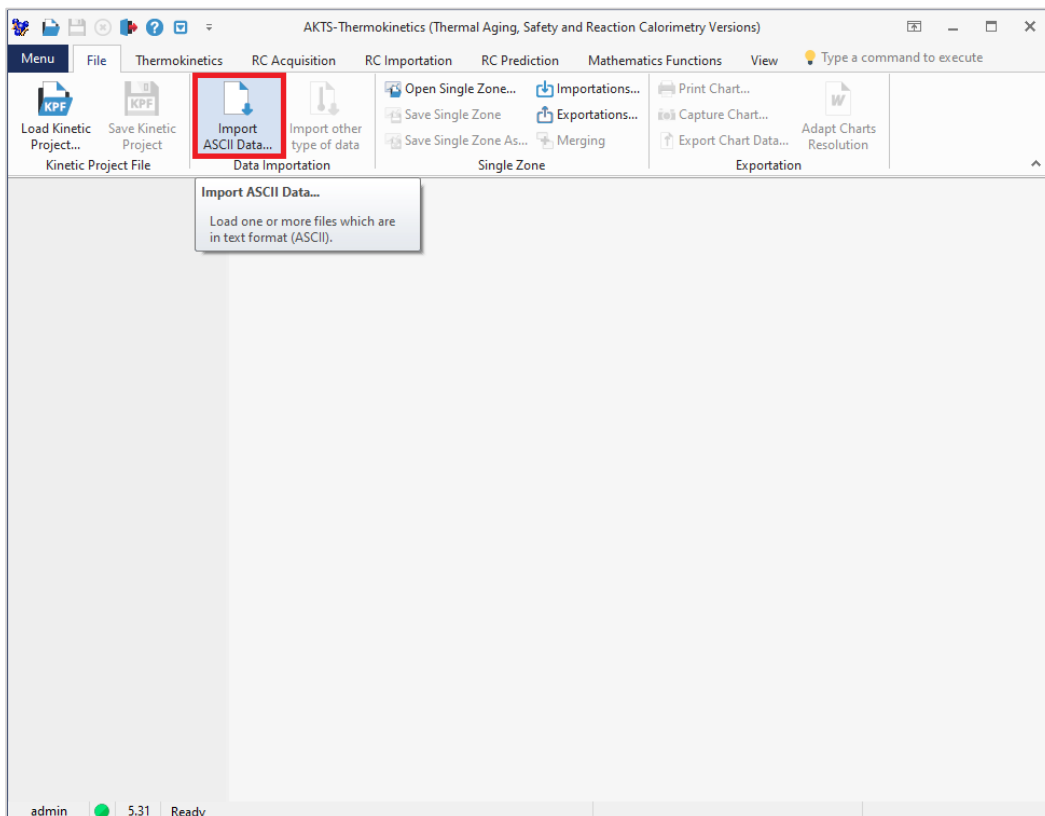 AKTS-Thermokinetics (Thermal Aging, Safety and Reaction Calorimetry Versions)
Menu File Thermokinetics RC Acquisition RC Importation RC Prediction Mathematics Functions View Type a command to execute
KPF
Load Kinetic
Project...
KPF
Save Kinetic
Project
Kinetic Project File
Import
ASCII Data...
Import other
type of data
Data Importation
Open Single Zone...
Save Single Zone
Save Single Zone As...
Importations...
Exportations...
Merging
Single Zone
Print Chart...
Capture Chart...
Export Chart Data...
W
Adapt Charts
Resolution
Exportation
Import ASCII Data...
Load one or more files which are
in text format (ASCII).
admin 5.31 Ready